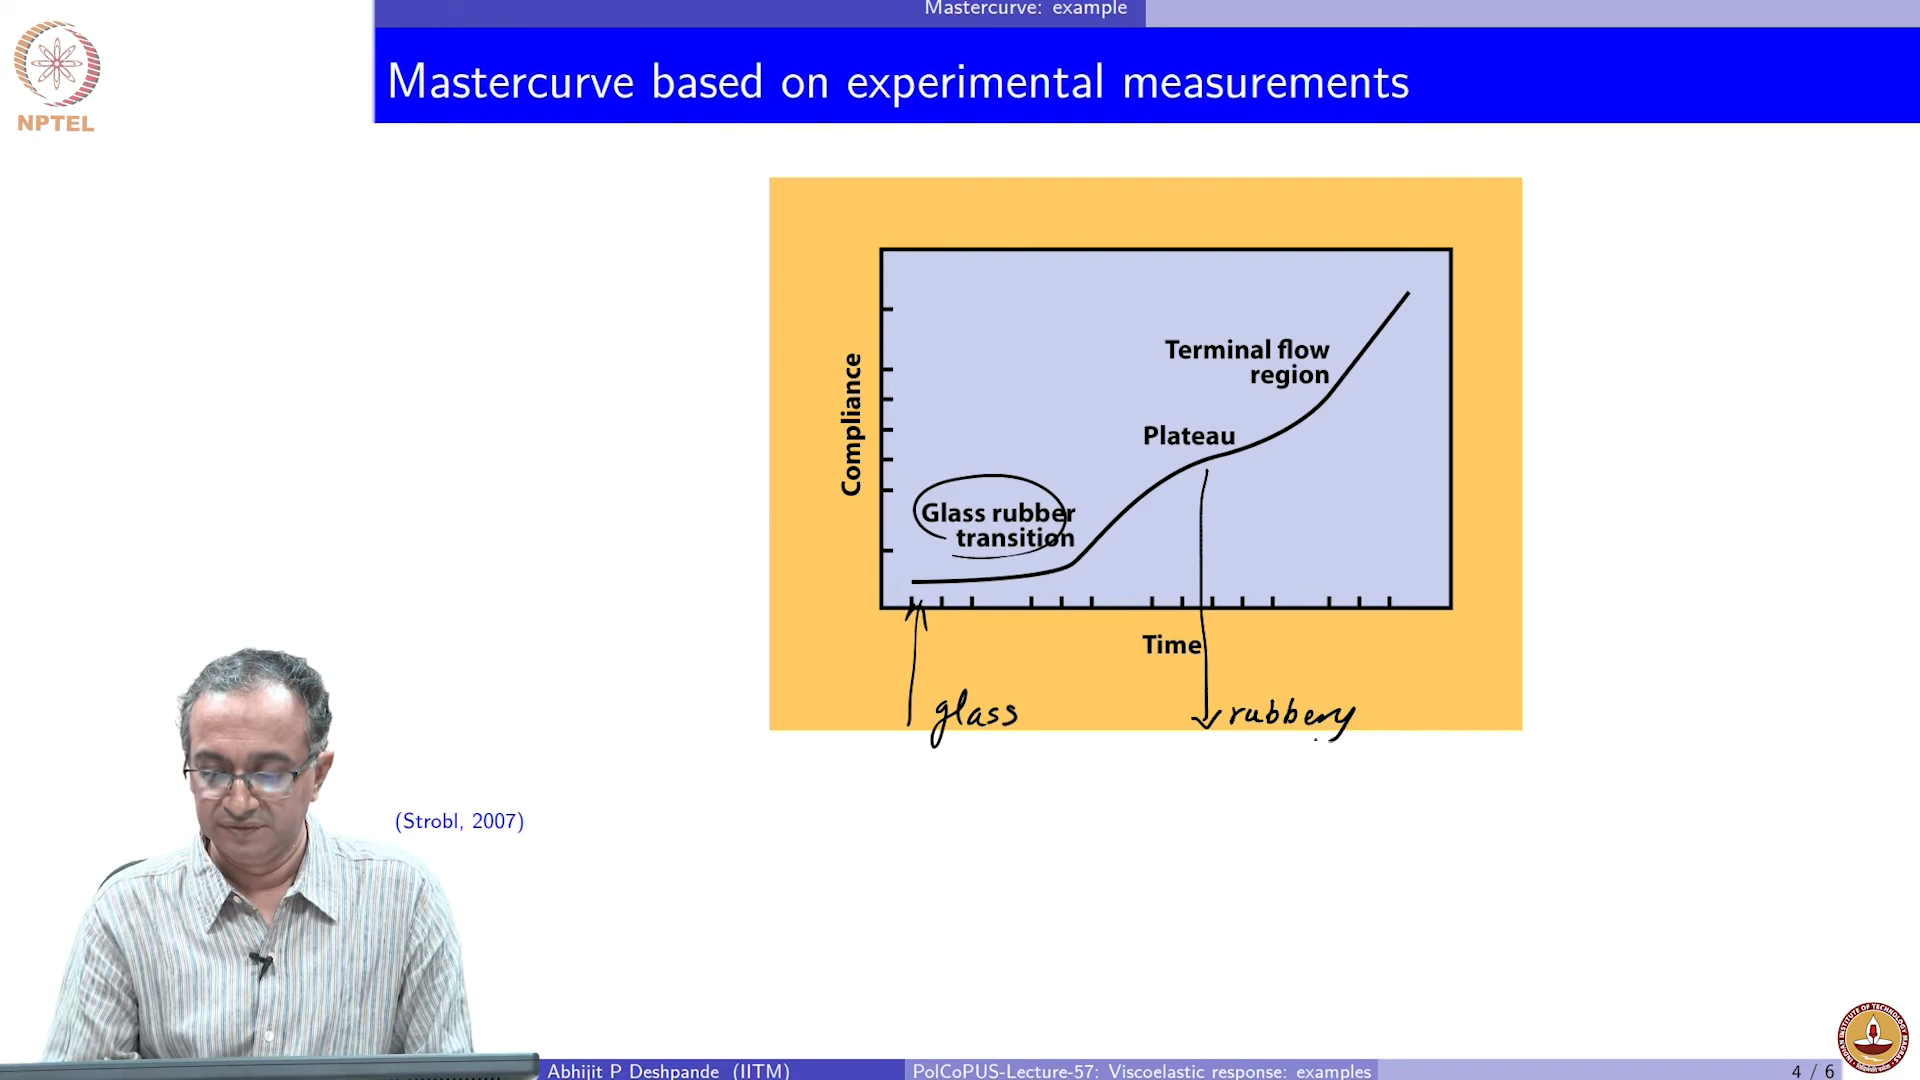 Mastercurve: example
NPTEL
Mastercurve based on experimental measurements
Terminal flow
region
Compliance
Plateau
Glass rubber
transition
Time
glass
rubbery
(Strobl, 2007)
Abhijit P Deshpande (IITM)
PolCoPUS-Lecture-57: Viscoelastic response: examples
4 / 6